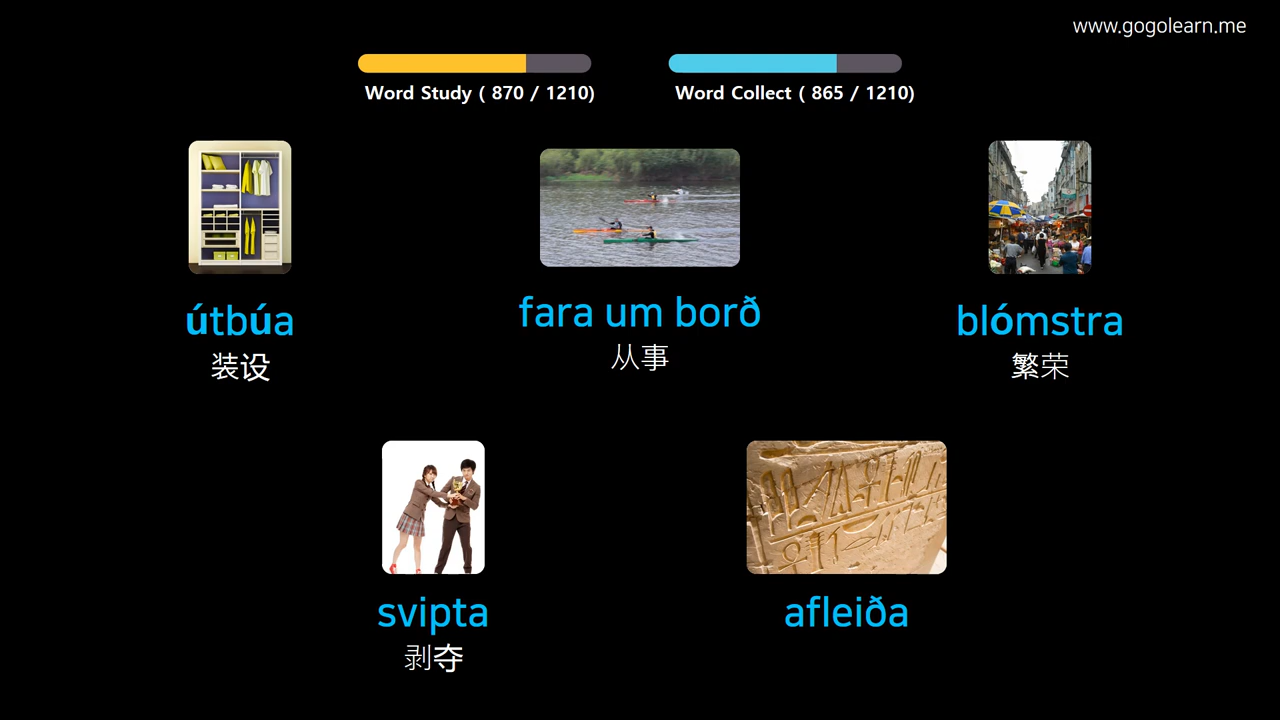 www.gogolearn.me
Word Study ( 870 / 1210)
Word Collect ( 865 / 1210)
útbúa
装设
fara um borð
从事
blómstra
繁荣
svipta
剥夺
afleiða